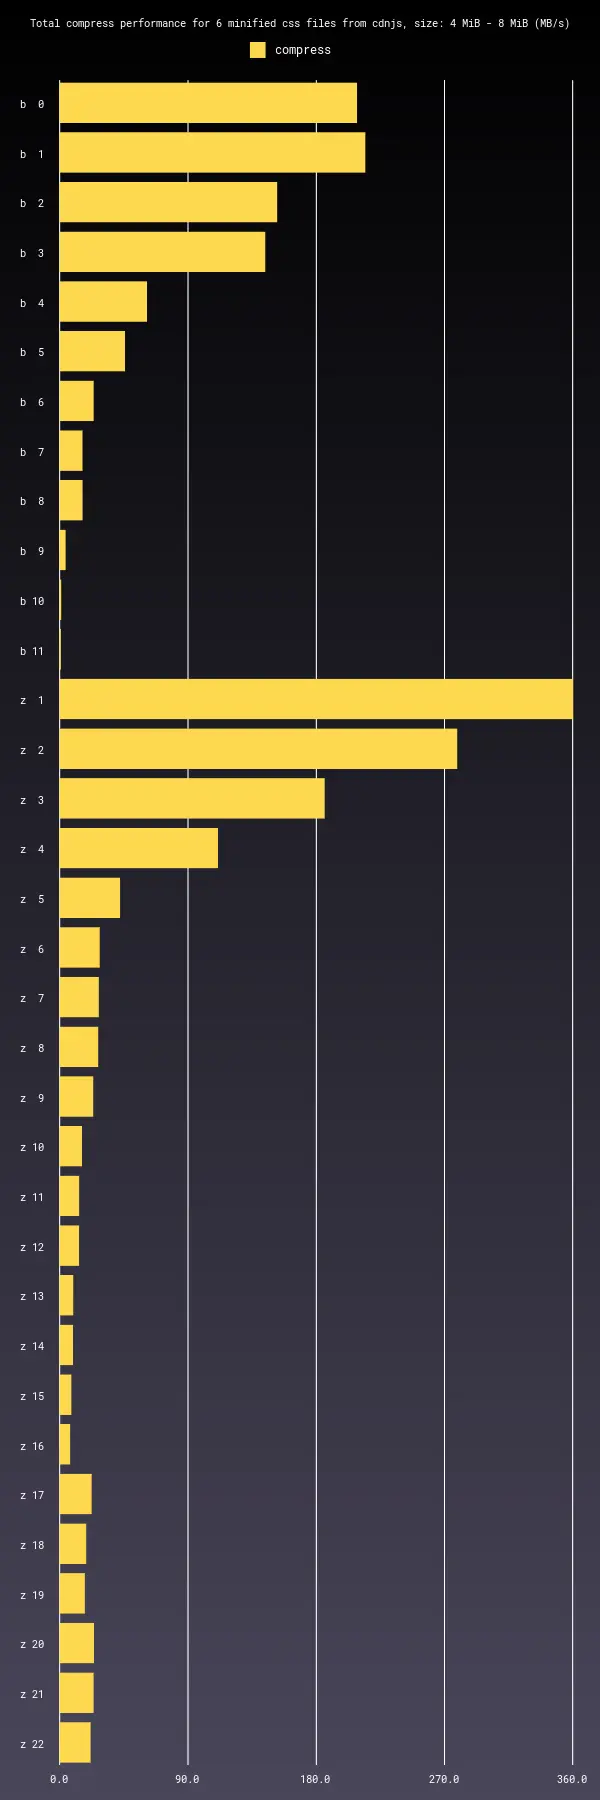 Total compress performance for 6 minified css files from cdnjs, size: 4 MiB - 8 MiB (MB/s)
compress
b 0
b 1
b 2
b 3
b 4
b 5
b 6
b 7
b 8
b 9
b 10
b 11
z 1
z 2
z 3
z 4
z 5
z 6
z 7
z 8
z 9
z 10
z 11
z 12
z 13
z 14
z 15
z 16
z 17
z 18
z 19
z 20
z 21
z 22
0.0 90.0 180.0 270.0 360.0